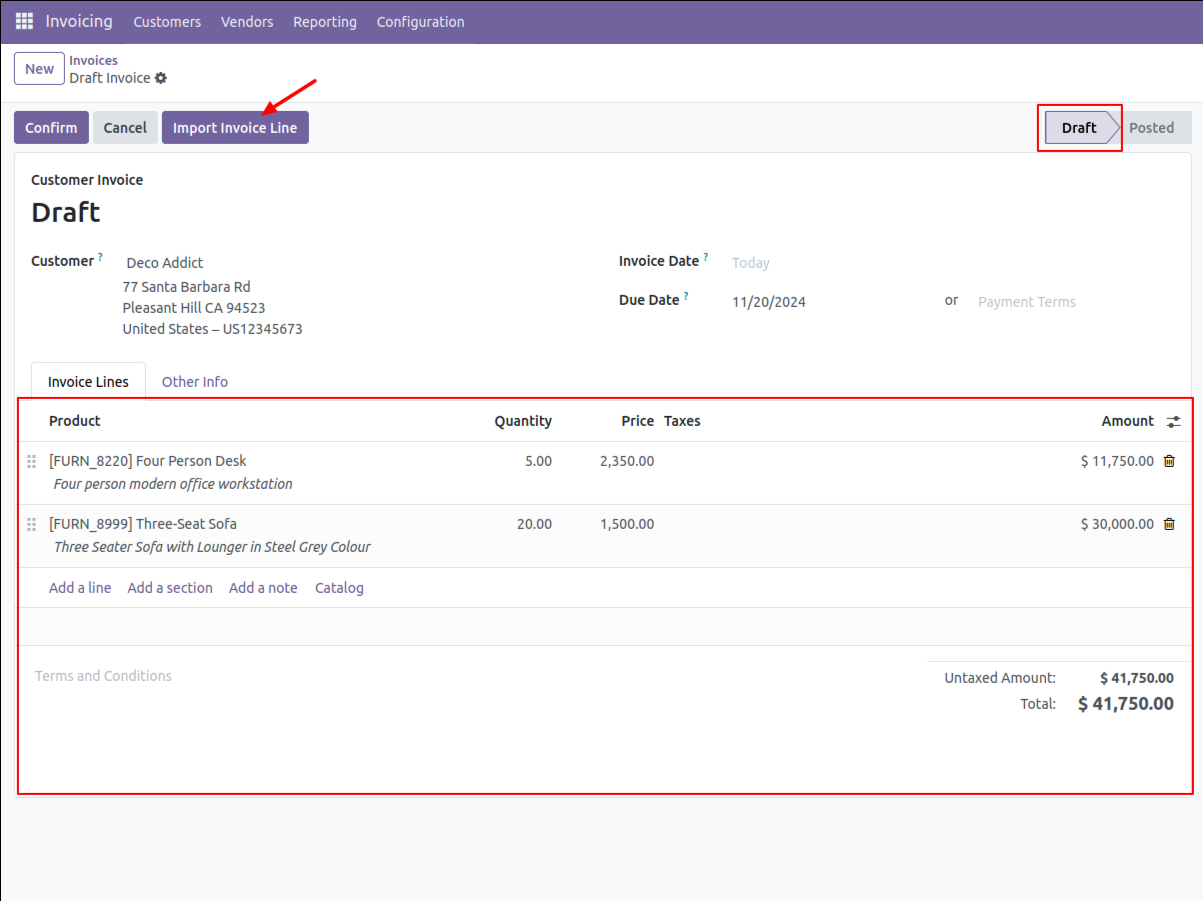 Invoicing Customers Vendors Reporting Configuration
New
Invoices
Draft Invoice
Confirm Cancel Import Invoice Line Draft Posted
Customer Invoice
Draft
Customer ? Deco Addict Invoice Date ? Today
77 Santa Barbara Rd
Pleasant Hill CA 94523
United States – US12345673
Due Date ? 11/20/2024 or Payment Terms
Invoice Lines Other Info
Product Quantity Price Taxes Amount
[FURN_8220] Four Person Desk 5.00 2,350.00 $ 11,750.00
Four person modern office workstation
[FURN_8999] Three-Seat Sofa 20.00 1,500.00 $ 30,000.00
Three Seater Sofa with Lounger in Steel Grey Colour
Add a line Add a section Add a note Catalog
Terms and Conditions Untaxed Amount: $ 41,750.00
Total: $ 41,750.00